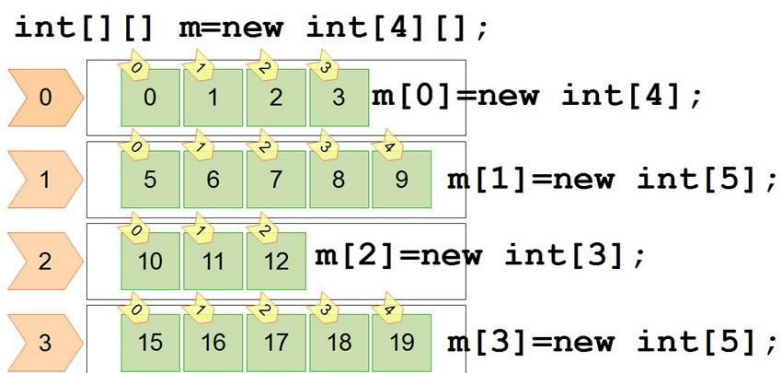 int[][] m=new int[4][];
0 1 2 3
0 0 1 2 3 m[0]=new int[4];
0 1 2 3 4
1 5 6 7 8 9 m[1]=new int[5];
0 1 2
2 10 11 12 m[2]=new int[3];
0 1 2 3 4
3 15 16 17 18 19 m[3]=new int[5];